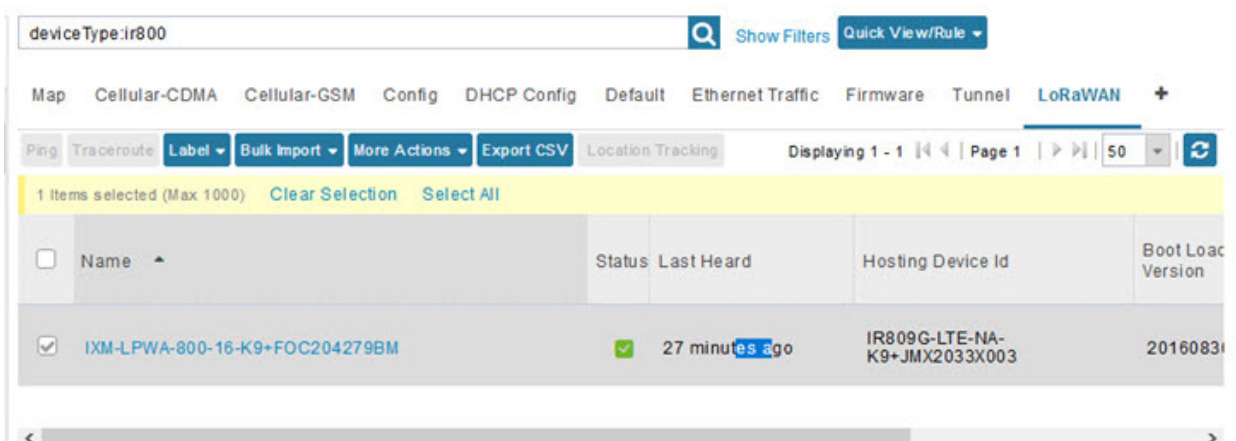 deviceType:ir800 Show Filters Quick View/Rule
Map Cellular-CDMA Cellular-GSM Config DHCP Config Default Ethernet Traffic Firmware Tunnel LoRaWAN +
Ping Traceroute Label Bulk Import More Actions Export CSV Location Tracking Displaying 1 - 1 | Page 1 | | 50 |
1 Items selected (Max 1000) Clear Selection Select All
Name Status Last Heard Hosting Device Id Boot Load
Version
IXM-LPWA-800-16-K9+FOC204279BM 27 minutes ago IR809G-LTE-NA-
K9+JMX2033X003 2016083